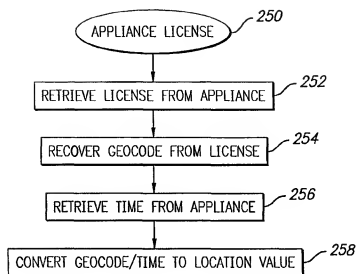 APPLIANCE LICENSE
250
252
RETRIEVE LICENSE FROM APPLIANCE
254
RECOVER GEOCODE FROM LICENSE
256
RETRIEVE TIME FROM APPLIANCE
258
CONVERT GEOCODE/TIME TO LOCATION VALUE